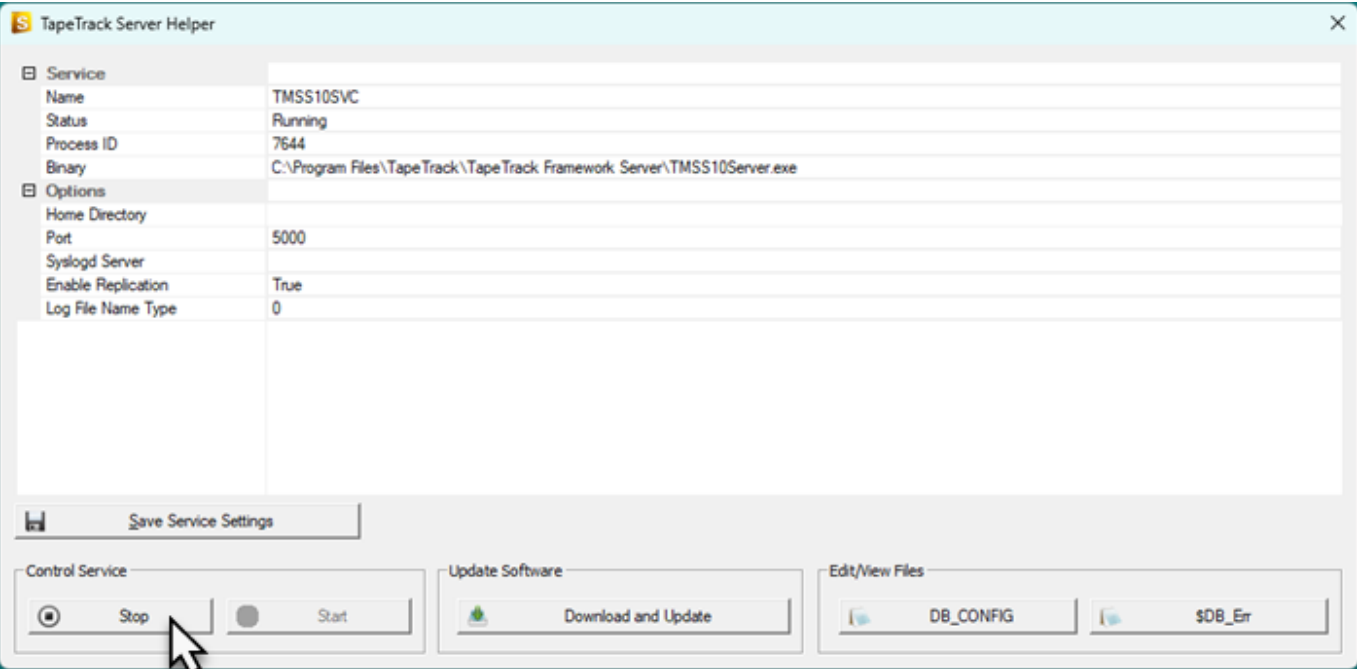 TapeTrack Server Helper
Service
Name TMSS10SVC
Status Running
Process ID 7644
Binary C:\Program Files\TapeTrack\TapeTrack Framework Server\TMSS10Server.exe
Options
Home Directory
Port 5000
Syslogd Server
Enable Replication True
Log File Name Type 0
Save Service Settings
Control Service Update Software Edit/View Files
Stop Start Download and Update DB_CONFIG $DB_Err